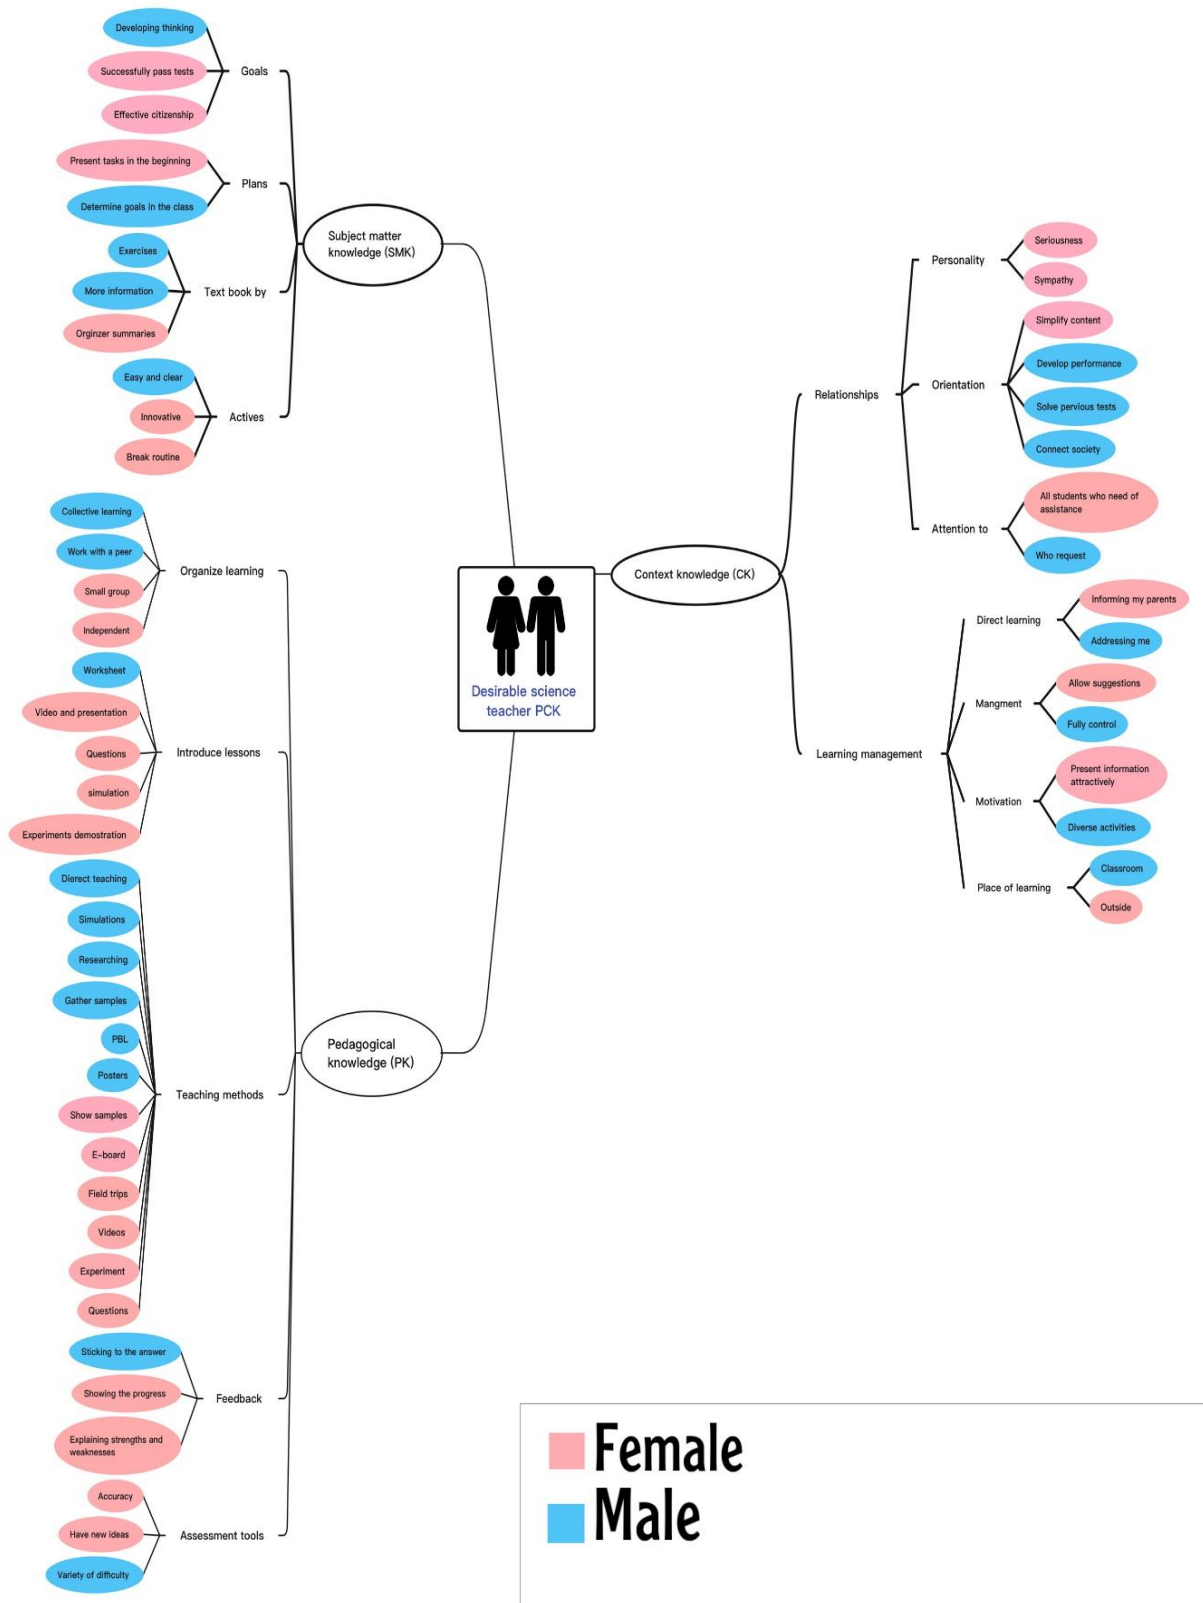 Developing thinking
Successfully pass tests
Effective citizenship
Goals
Present tasks in the beginning
Determine goals in the class
Plans
Exercises
More information
Orginzer summaries
Text book by
Easy and clear
Innovative
Break routine
Actives
Subject matter
knowledge (SMK)
Collective learning
Work with a peer
Small group
Independent
Organize learning
Worksheet
Video and presentation
Questions
simulation
Experiments demostration
Introduce lessons
Dierect teaching
Simulations
Researching
Gather samples
PBL
Posters
Show samples
E-board
Field trips
Videos
Experiment
Questions
Teaching methods
Sticking to the answer
Showing the progress
Explaining strengths and
weaknesses
Feedback
Accuracy
Have new ideas
Variety of difficulty
Assessment tools
Pedagogical
knowledge (PK)
Desirable science
teacher PCK
Context knowledge (CK)
Relationships
Personality
Seriousness
Sympathy
Orientation
Simplify content
Develop performance
Solve pervious tests
Connect society
Attention to
All students who need of
assistance
Who request
Learning management
Direct learning
Informing my parents
Addressing me
Mangment
Allow suggestions
Fully control
Motivation
Present information
attractively
Diverse activities
Place of learning
Classroom
Outside
Female
Male